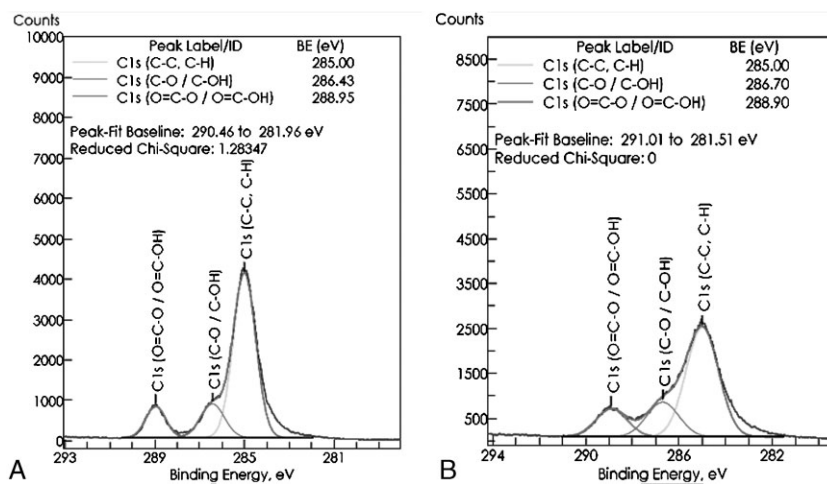 Counts
10000
9000
8000
7000
6000
5000
4000
3000
2000
1000
0
Peak Label/ID BE (eV)
C1s (C-C, C-H) 285.00
C1s (C-O / C-OH) 286.43
C1s (O=C-O / O=C-OH) 288.95
Peak-Fit Baseline: 290.46 to 281.96 eV
Reduced Chi-Square: 1.28347
C1s (O=C-O / O=C-OH)
C1s (C-O / C-OH)
C1s (C-C, C-H)
293 289 285 281
Binding Energy, eV
A
Counts
8500
7500
6500
5500
4500
3500
2500
1500
500
Peak Label/ID BE (eV)
C1s (C-C, C-H) 285.00
C1s (C-O / C-OH) 286.70
C1s (O=C-O / O=C-OH) 288.90
Peak-Fit Baseline: 291.01 to 281.51 eV
Reduced Chi-Square: 0
C1s (O=C-O / O=C-OH)
C1s (C-O / C-OH)
C1s (C-C, C-H)
294 290 286 282
Binding Energy, eV
B